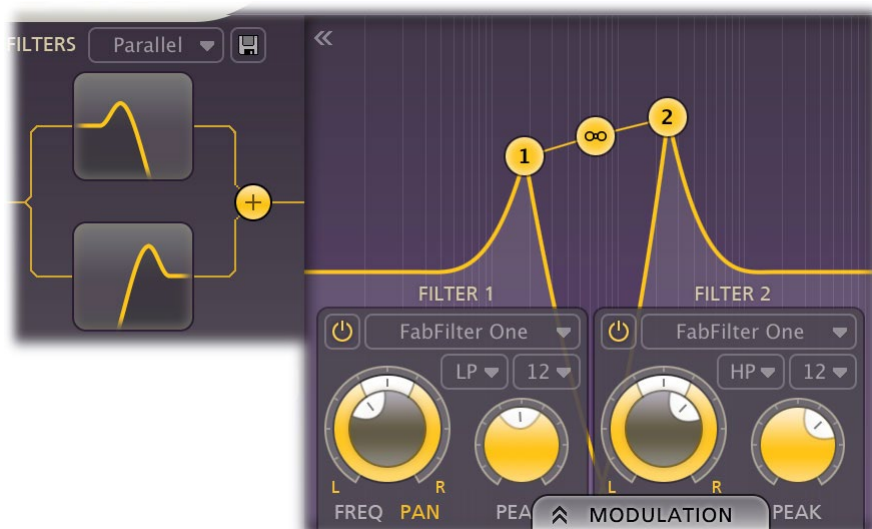 FILTERS Parallel
1
2
FILTER 1
FILTER 2
FabFilter One
FabFilter One
LP 12
HP 12
L R
L R
FREQ PAN
PEAK
MODULATION